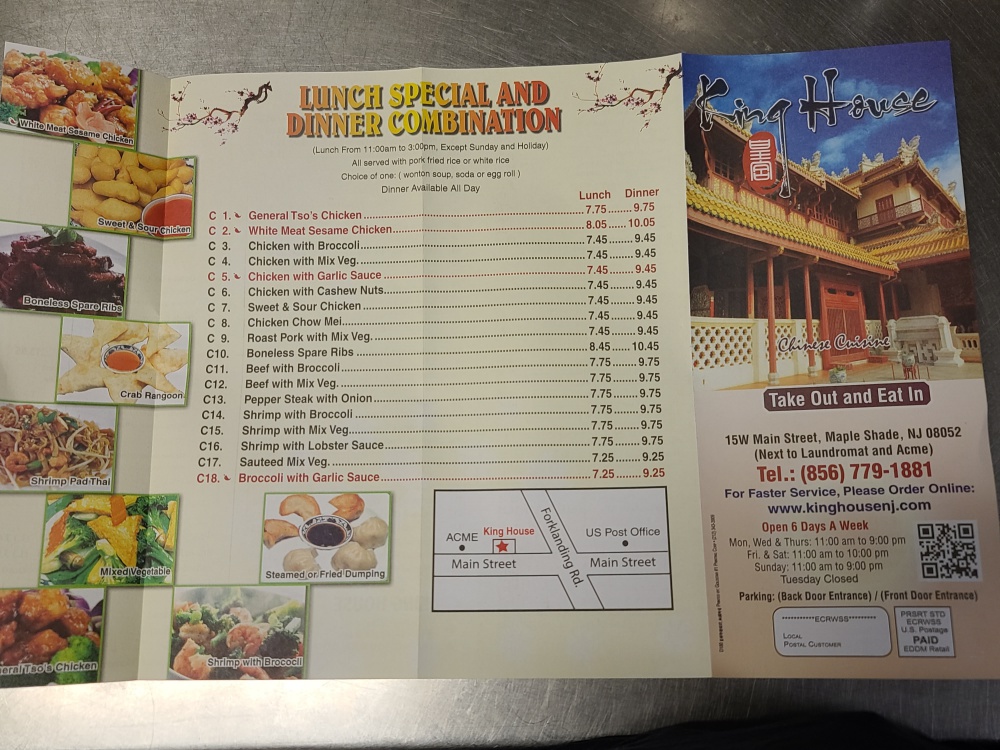 White Meat Sesame Chicken
Sweet & Sour Chicken
Boneless Spare Ribs
Crab Rangoon
Shrimp Pad Thai
Mixed Vegetable
eral Tso's Chicken
LUNCH SPECIAL AND
DINNER COMBINATION
(Lunch From 11:00am to 3:00pm, Except Sunday and Holiday)
All served with pork fried rice or white rice
Choice of one: ( wonton soup, soda or egg roll )
Dinner Available All Day
Lunch Dinner
C 1. General Tso's Chicken 7.75 9.75
C 2. White Meat Sesame Chicken 8.05 10.05
C 3. Chicken with Broccoli 7.45 9.45
C 4. Chicken with Mix Veg. 7.45 9.45
C 5. Chicken with Garlic Sauce 7.45 9.45
C 6. Chicken with Cashew Nuts 7.45 9.45
C 7. Sweet & Sour Chicken 7.45 9.45
C 8. Chicken Chow Mei 7.45 9.45
C 9. Roast Pork with Mix Veg. 7.45 9.45
C10. Boneless Spare Ribs 8.45 10.45
C11. Beef with Broccoli 7.75 9.75
C12. Beef with Mix Veg. 7.75 9.75
C13. Pepper Steak with Onion 7.75 9.75
C14. Shrimp with Broccoli 7.75 9.75
C15. Shrimp with Mix Veg. 7.75 9.75
C16. Shrimp with Lobster Sauce 7.75 9.75
C17. Sauteed Mix Veg. 7.25 9.25
C18. Broccoli with Garlic Sauce 7.25 9.25
Steamed or Fried Dumping
Shrimp with Brococli
ACME
King House
US Post Office
Main Street
Forklanding Rd.
Main Street
King House
Chinese Cuisine
Take Out and Eat In
15W Main Street, Maple Shade, NJ 08052
(Next to Laundromat and Acme)
Tel.: (856) 779-1881
For Faster Service, Please Order Online:
www.kinghousenj.com
Open 6 Days A Week
Mon, Wed & Thurs: 11:00 am to 9:00 pm
Fri. & Sat: 11:00 am to 10:00 pm
Sunday: 11:00 am to 9:00 pm
Tuesday Closed
Parking: (Back Door Entrance) / (Front Door Entrance)
**********ECRWSS********
LOCAL
POSTAL CUSTOMER
PRSRT STD
ECRWSS
U.S. Postage
PAID
EDDM Retail